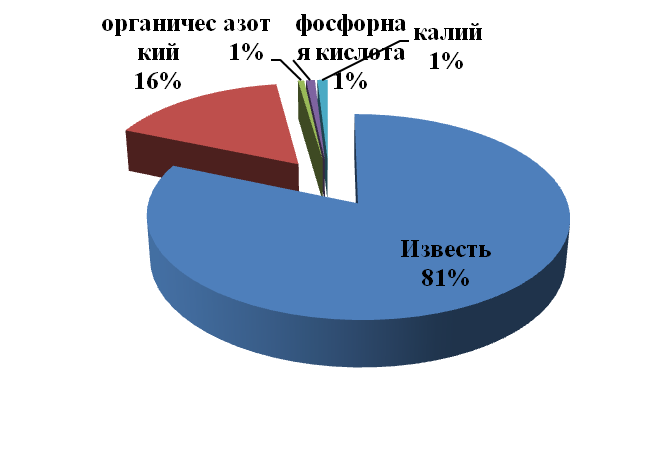 органичес
кий
16%
азот
1%
фосфорна
я кислота
1%
калий
1%
Известь
81%